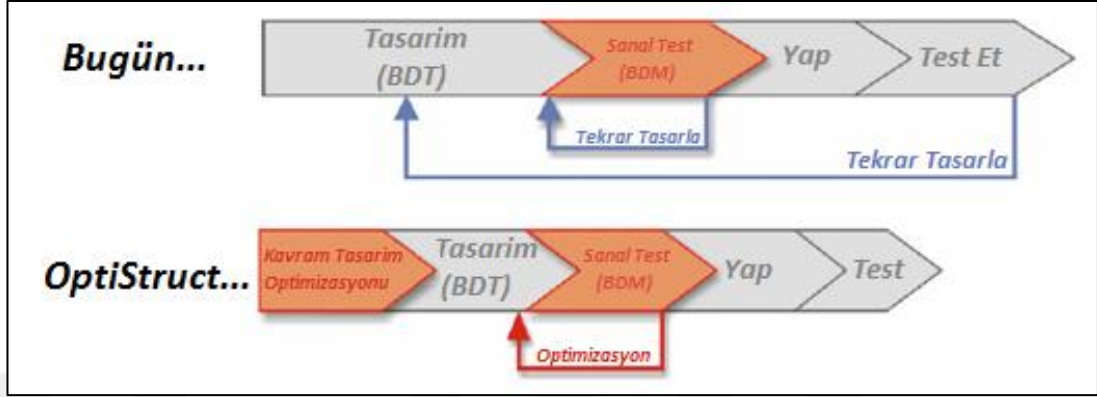 Bugün...
Tasarim
(BDT)
Sanal Test
(BDM)
Yap
Test Et
Tekrar Tasarla
Tekrar Tasarla
OptiStruct...
Kavram Tasarim
Optimizasyonu
Tasarim
(BDT)
Sanal Test
(BDM)
Yap
Test
Optimizasyon